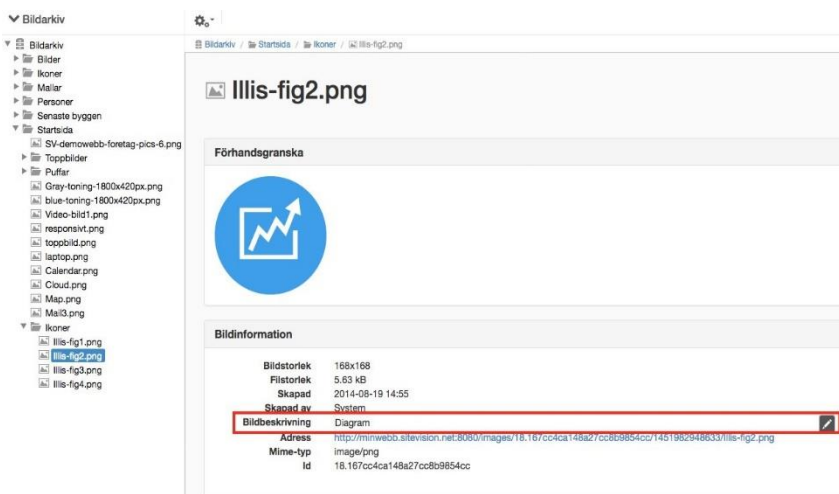 Bildarkiv
Bildarkiv
Bilder
Ikoner
Mallar
Personer
Senaste byggen
Startsida
SV-demowebb-foretag-pics-6.png
Toppbilder
Puffar
Gray-toning-1800x420px.png
blue-toning-1800x420px.png
Video-bild1.png
responsivt.png
toppbild.png
laptop.png
Calendar.png
Cloud.png
Map.png
Mail3.png
Ikoner
Illis-fig1.png
Illis-fig2.png
Illis-fig3.png
Illis-fig4.png
Bildarkiv / Startsida / Ikoner / Illis-fig2.png
Illis-fig2.png
Förhandsgranska
Bildinformation
Bildstorlek 168x168
Filstorlek 5.63 kB
Skapad 2014-08-19 14:55
Skapad av System
Bildbeskrivning Diagram
Adress http://minwebb.sitevision.net:8080/images/18.167cc4ca148a27cc8b9854cc/1451982948633/Illis-fig2.png
Mime-typ image/png
Id 18.167cc4ca148a27cc8b9854cc